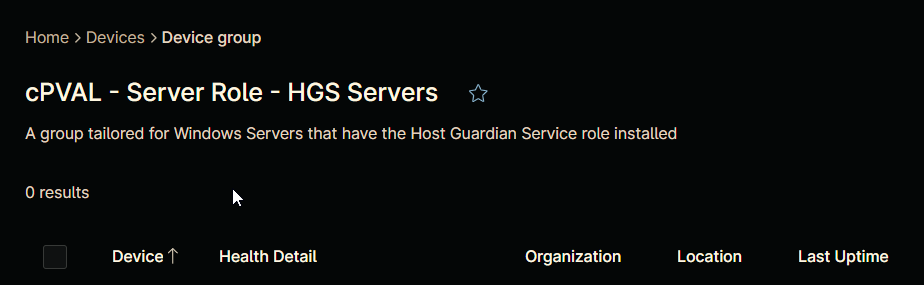 Home > Devices > Device group
cPVAL - Server Role - HGS Servers
A group tailored for Windows Servers that have the Host Guardian Service role installed
0 results
Device ↑ Health Detail Organization Location Last Uptime